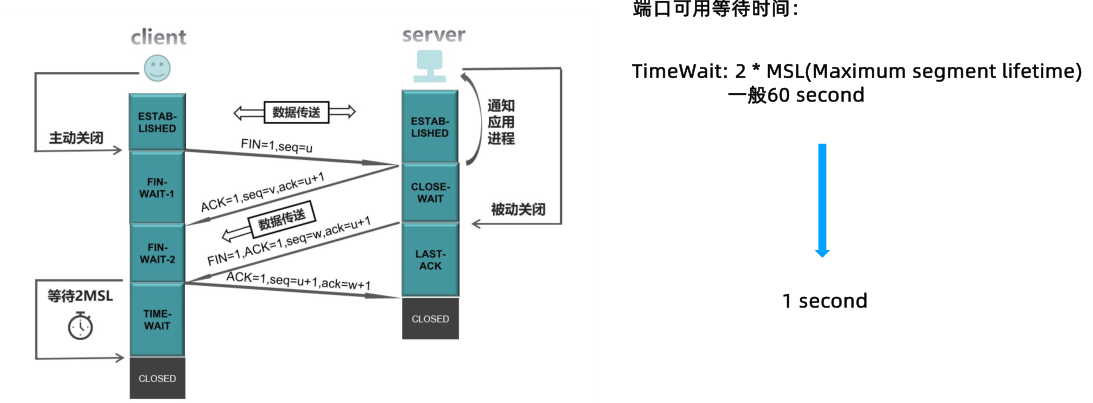 client
server
ESTAB-
LISHED
数据传送
ESTAB-
LISHED
通知
应用
进程
主动关闭
FIN=1,seq=u
FIN-
WAIT-1
ACK=1,seq=v,ack=u+1
CLOSE-
WAIT
被动关闭
数据传送
FIN-
WAIT-2
FIN=1,ACK=1,seq=w,ack=u+1
LAST-
ACK
ACK=1,seq=u+1,ack=w+1
等待2MSL
TIME-
WAIT
CLOSED
CLOSED
端口可用等待时间：
TimeWait: 2 * MSL(Maximum segment lifetime)
一般60 second
1 second